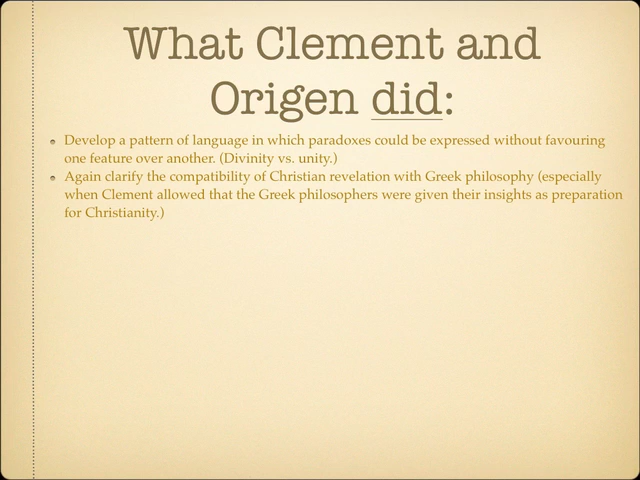 What Clement and
Origen did:
Develop a pattern of language in which paradoxes could be expressed without favouring
one feature over another. (Divinity vs. unity.)
Again clarify the compatibility of Christian revelation with Greek philosophy (especially
when Clement allowed that the Greek philosophers were given their insights as preparation
for Christianity.)